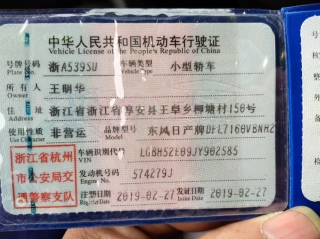 中华人民共和国机动车行驶证
Vehicle License of the People's Republic of China
号牌号码 浙A539SU 车辆类型 小型轿车
Plate No. Vehicle Type
所有人 王明华
Owner
住址 浙江省浙江省淳安县王阜乡柳塘村150号
Address
使用性质 非营运 品牌型号 东风日产牌DFL7160VBNH2
Use Character Model
浙江省杭州市公安局交通警察支队
车辆识别代号 LGBH52E09JY902585
VIN
发动机号码 574279J
Engine No.
注册日期 2019-02-27 发证日期 2019-02-27
Register Date Issue Date